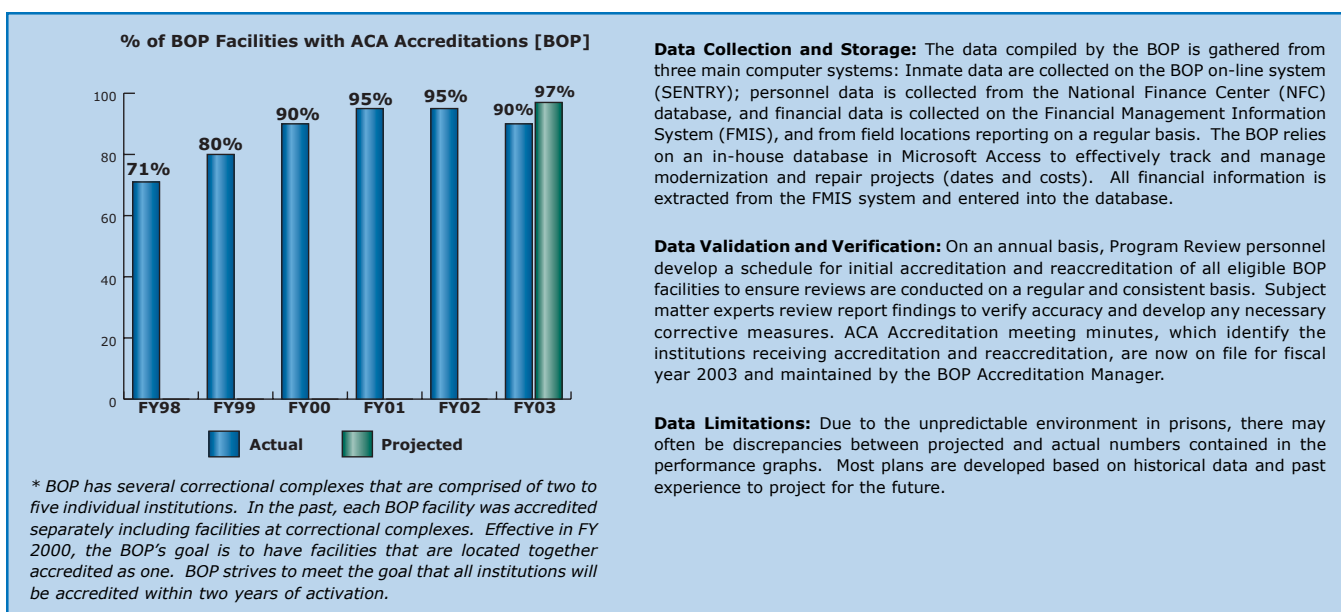 % of BOP Facilities with ACA Accreditations [BOP]
100
80
60
40
20
0
71%
80%
90%
95%
95%
90%
97%
FY98
FY99
FY00
FY01
FY02
FY03
Actual
Projected
* BOP has several correctional complexes that are comprised of two to
five individual institutions. In the past, each BOP facility was accredited
separately including facilities at correctional complexes. Effective in FY
2000, the BOP's goal is to have facilities that are located together
accredited as one. BOP strives to meet the goal that all institutions will
be accredited within two years of activation.
Data Collection and Storage: The data compiled by the BOP is gathered from
three main computer systems: Inmate data are collected on the BOP on-line system
(SENTRY); personnel data is collected from the National Finance Center (NFC)
database, and financial data is collected on the Financial Management Information
System (FMIS), and from field locations reporting on a regular basis. The BOP relies
on an in-house database in Microsoft Access to effectively track and manage
modernization and repair projects (dates and costs). All financial information is
extracted from the FMIS system and entered into the database.
Data Validation and Verification: On an annual basis, Program Review personnel
develop a schedule for initial accreditation and reaccreditation of all eligible BOP
facilities to ensure reviews are conducted on a regular and consistent basis. Subject
matter experts review report findings to verify accuracy and develop any necessary
corrective measures. ACA Accreditation meeting minutes, which identify the
institutions receiving accreditation and reaccreditation, are now on file for fiscal
year 2003 and maintained by the BOP Accreditation Manager.
Data Limitations: Due to the unpredictable environment in prisons, there may
often be discrepancies between projected and actual numbers contained in the
performance graphs. Most plans are developed based on historical data and past
experience to project for the future.